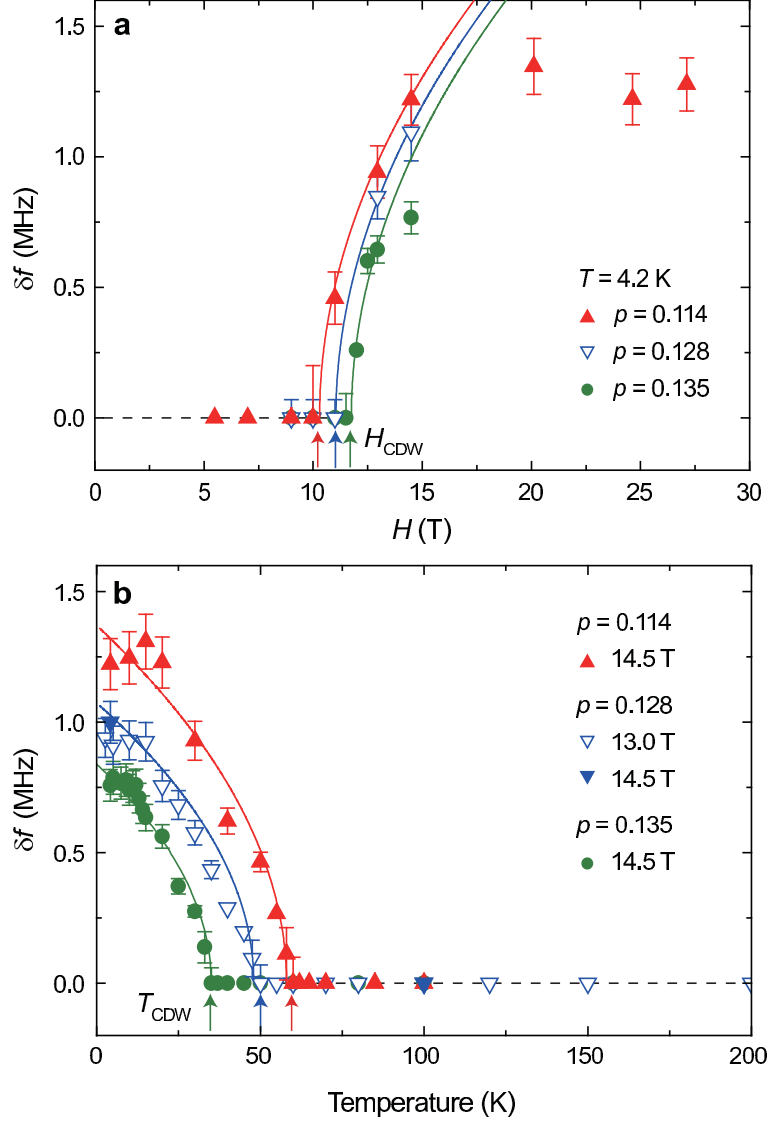 a
1.5
1.0
0.5
0.0
δf (MHz)
T = 4.2 K
p = 0.114
p = 0.128
p = 0.135
HCDW
0 5 10 15 20 25 30
H (T)
b
1.5
1.0
0.5
0.0
δf (MHz)
p = 0.114
14.5 T
p = 0.128
13.0 T
14.5 T
p = 0.135
14.5 T
TCDW
0 50 100 150 200
Temperature (K)